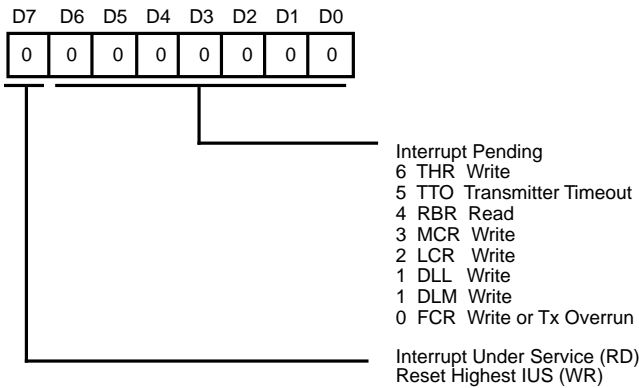 D7 D6 D5 D4 D3 D2 D1 D0
0 0 0 0 0 0 0 0
Interrupt Pending
6 THR Write
5 TTO Transmitter Timeout
4 RBR Read
3 MCR Write
2 LCR Write
1 DLL Write
1 DLM Write
0 FCR Write or Tx Overrun
Interrupt Under Service (RD)
Reset Highest IUS (WR)